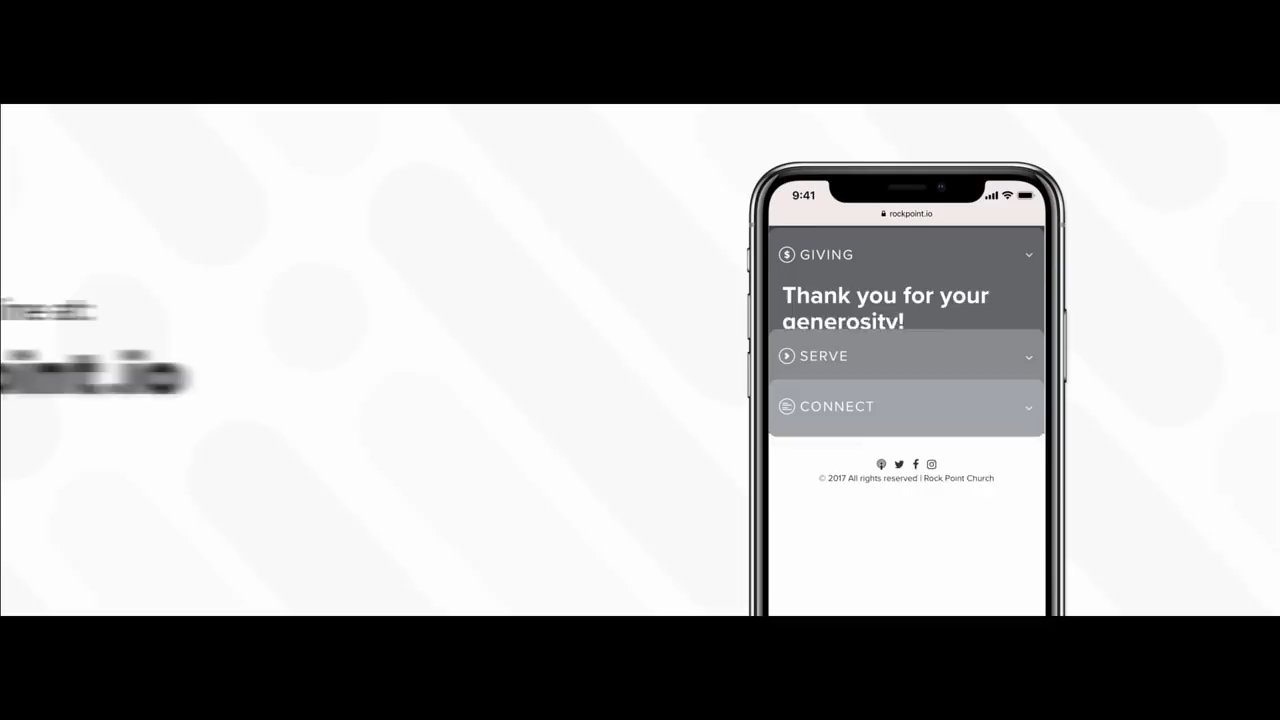 9:41
rockpoint.io
GIVING
Thank you for your
generosity!
SERVE
CONNECT
© 2017 All rights reserved | Rock Point Church